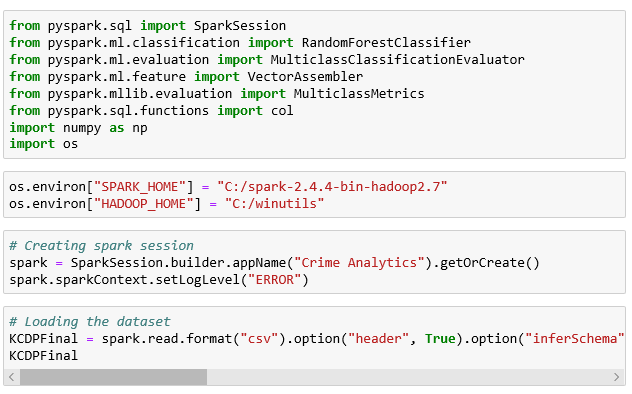 from pyspark.sql import SparkSession
from pyspark.ml.classification import RandomForestClassifier
from pyspark.ml.evaluation import MulticlassClassificationEvaluator
from pyspark.ml.feature import VectorAssembler
from pyspark.mllib.evaluation import MulticlassMetrics
from pyspark.sql.functions import col
import numpy as np
import os
os.environ["SPARK_HOME"] = "C:/spark-2.4.4-bin-hadoop2.7"
os.environ["HADOOP_HOME"] = "C:/winutils"
# Creating spark session
spark = SparkSession.builder.appName("Crime Analytics").getOrCreate()
spark.sparkContext.setLogLevel("ERROR")
# Loading the dataset
KCDPFinal = spark.read.format("csv").option("header", True).option("inferSchema"
KCDPFinal